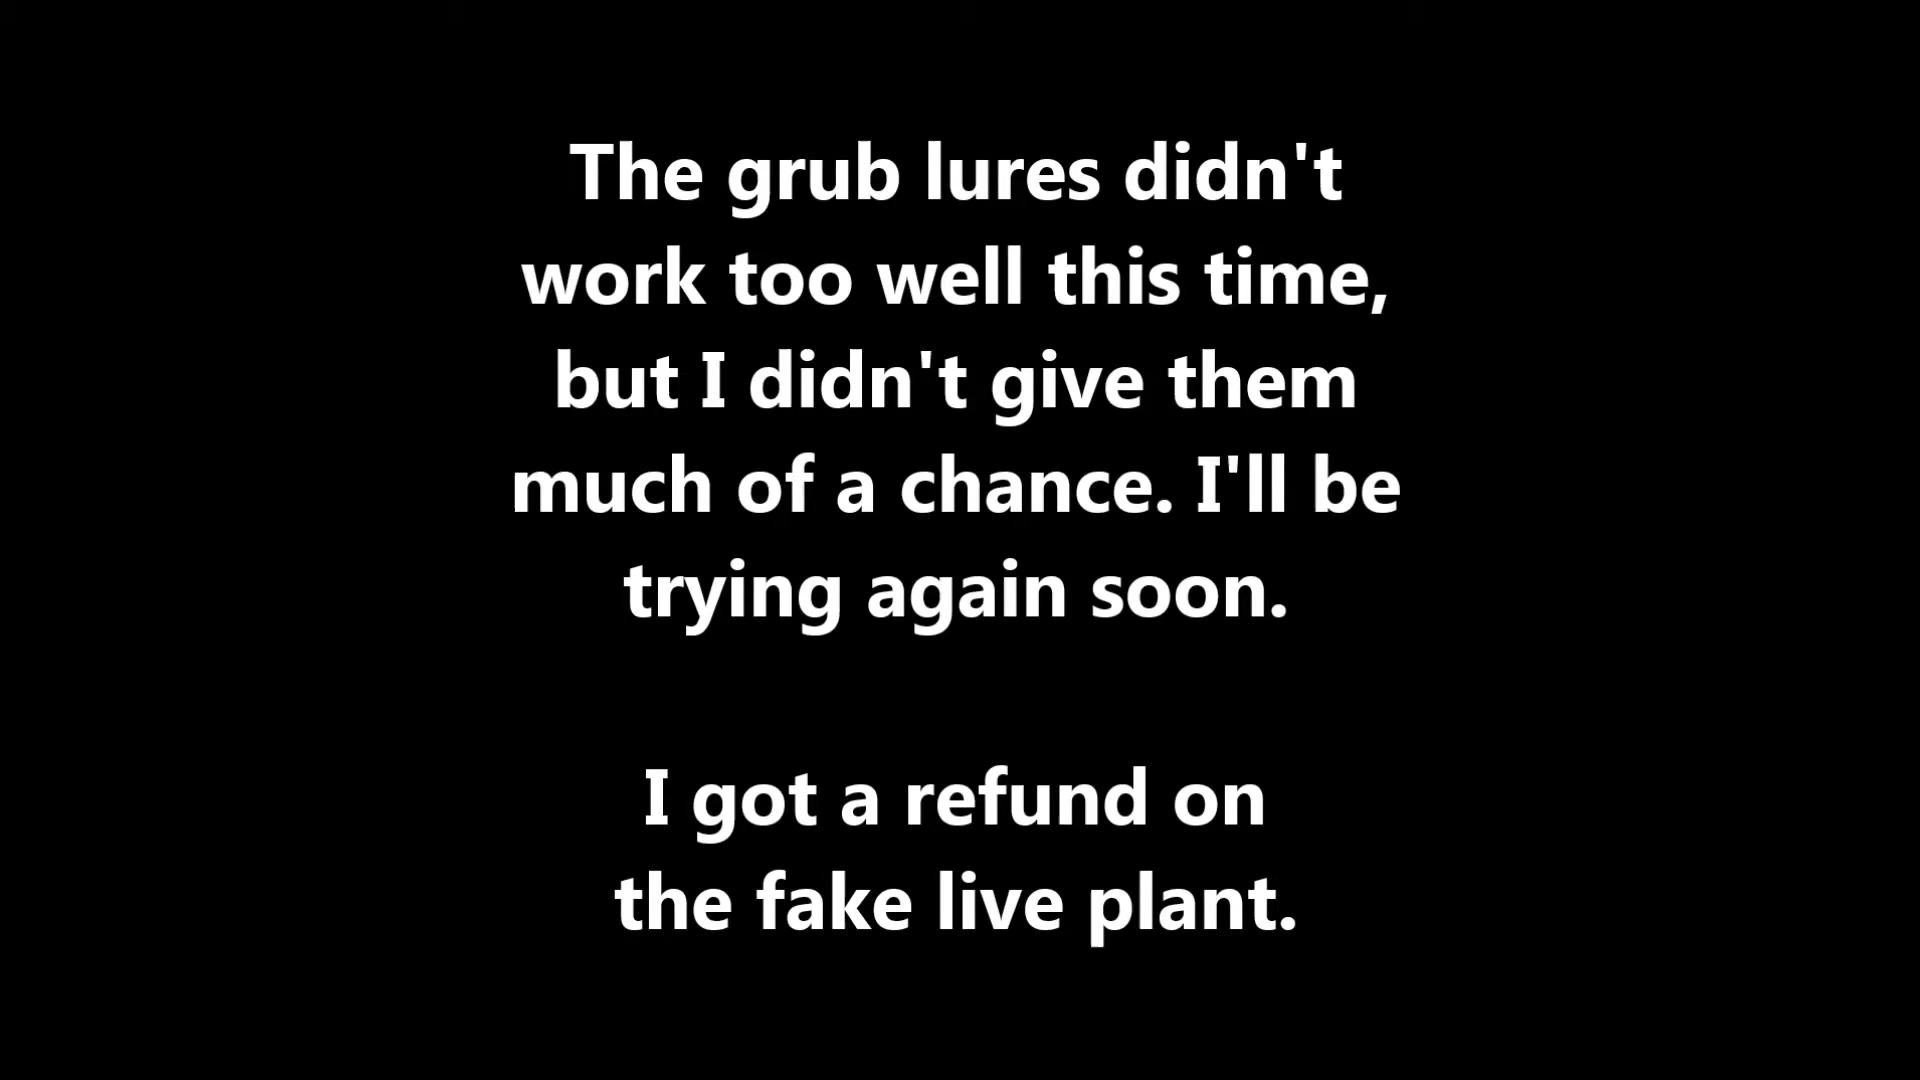 The grub lures didn't
work too well this time,
but I didn't give them
much of a chance. I'll be
trying again soon.
I got a refund on
the fake live plant.